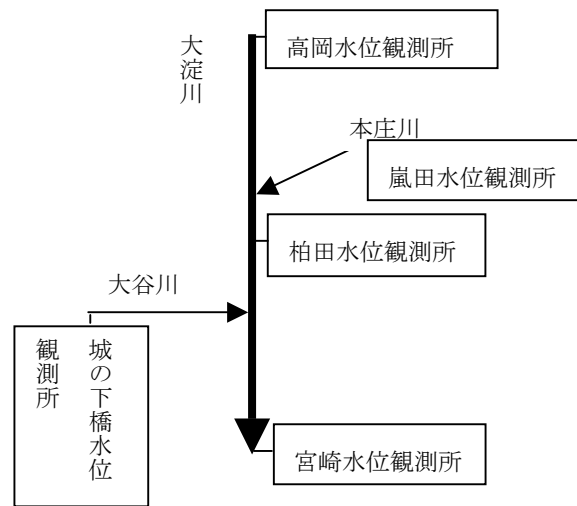 大淀川
高岡水位観測所
本庄川
嵐田水位観測所
柏田水位観測所
大谷川
城の下橋水位
観測所
宮崎水位観測所